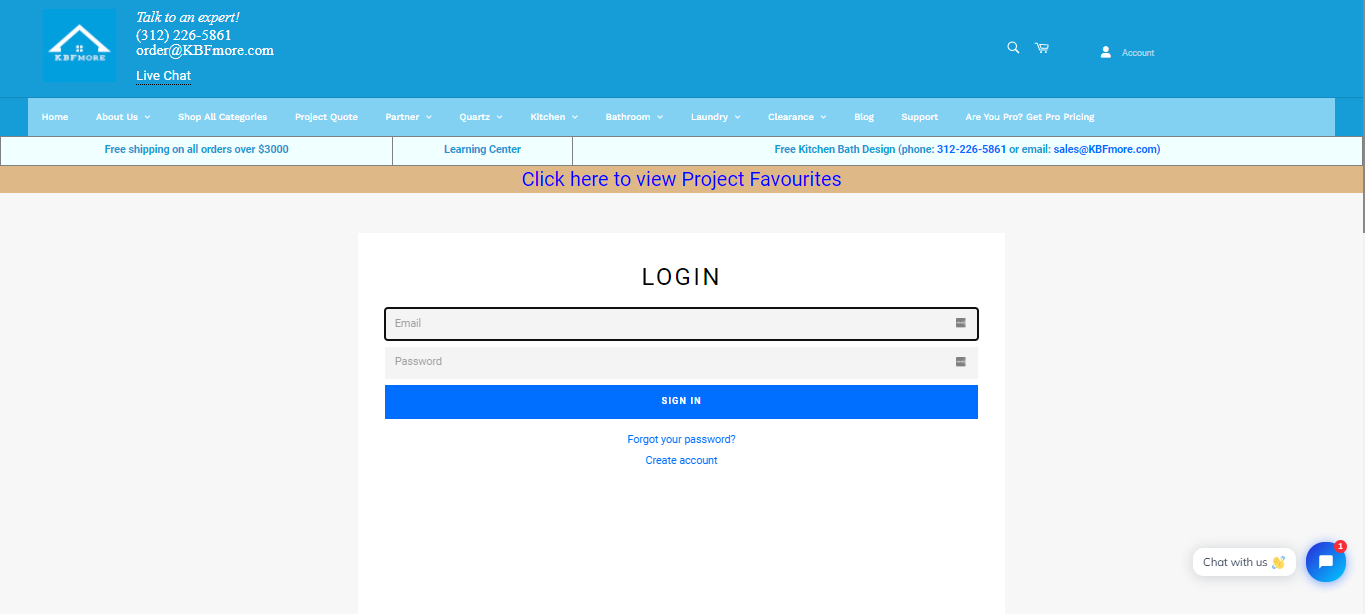 KBFMORE
Talk to an expert!
(312) 226-5861
order@KBFmore.com
Live Chat
Account
Home About Us Shop All Categories Project Quote Partner Quartz Kitchen Bathroom Laundry Clearance Blog Support Are You Pro? Get Pro Pricing
Free shipping on all orders over $3000 Learning Center Free Kitchen Bath Design (phone: 312-226-5861 or email: sales@KBFmore.com)
Click here to view Project Favourites
LOGIN
Email
Password
SIGN IN
Forgot your password?
Create account
Chat with us 👋
1